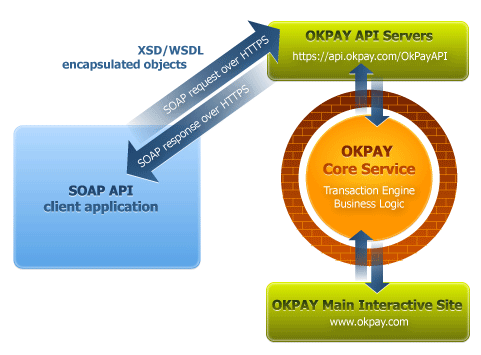 XSD/WSDL
encapsulated objects
OKPAY API Servers
https://api.okpay.com/OkPayAPI
SOAP request over HTTPS
SOAP response over HTTPS
SOAP API
client application
OKPAY
Core Service
Transaction Engine
Business Logic
OKPAY Main Interactive Site
www.okpay.com